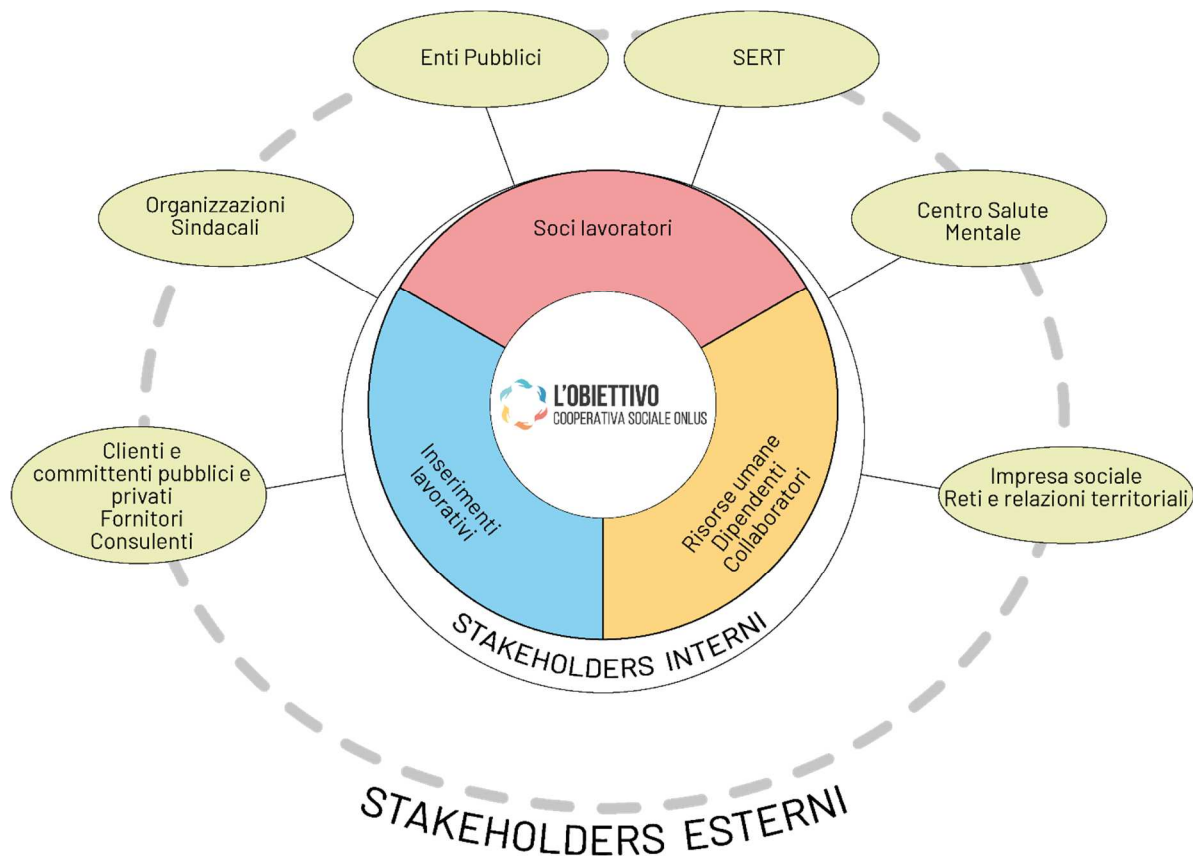 Enti Pubblici
SERT
Organizzazioni
Sindacali
Centro Salute
Mentale
Soci lavoratori
L'OBIETTIVO
COOPERATIVA SOCIALE ONLUS
Clienti e
committenti pubblici e
privati
Fornitori
Consulenti
Inserimenti
lavorativi
Risorse umane
Dipendenti
Collaboratori
Impresa sociale
Reti e relazioni territoriali
STAKEHOLDERS INTERNI
STAKEHOLDERS ESTERNI